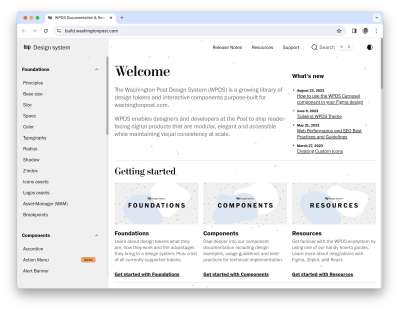 WPDS Documentation & Re
build.washingtonpost.com
wp Design system
Release Notes
Resources
Support
Search
Foundations
Principles
Base size
Size
Space
Color
Typography
Radius
Shadow
Z-Index
Icons assets
Logos assets
Asset-Manager (WAM)
Breakpoints
Components
Accordion
Action Menu
Alert Banner
Welcome
The Washington Post Design System (WPDS) is a growing library of
design tokens and interactive components purpose-built for
washingtonpost.com.
WPDS enables designers and developers at the Post to ship reader-
facing digital products that are modular, elegant and accessible
while maintaining visual consistency at scale.
What's new
August 23, 2023
How to use the WPDS Carousel
component in your Figma design
June 9, 2023
Tailwind WPDS Theme
May 31, 2023
Web Performance and SEO Best
Practices and Guidelines
March 27, 2023
Creating Custom Icons
Getting started
FOUNDATIONS
COMPONENTS
RESOURCES
Foundations
Learn about design tokens what they
are, how they work and the advantages
they bring to a design system. Plus a list
of all currently supported tokens.
Get started with Foundations
Components
Dive deeper into our component
documentation including design
examples, usage guidelines and best-
practices for technical implementation.
Get started with Components
Resources
Get familiar with the WPDS ecosystem by
using one of our handy how-to guides.
Learn more about integrations with
Figma, Zeplin, and React.
Get started with Resources